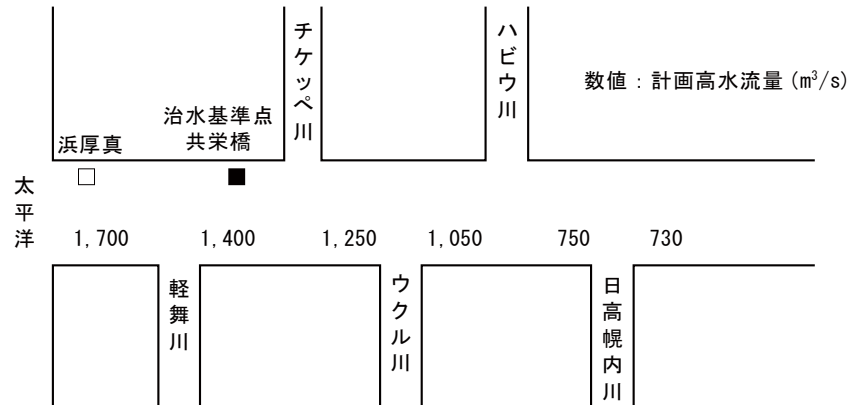 チケッペ川
ハビウ川
数値：計画高水流量 (m³/s)
治水基準点
共栄橋
浜厚真
太平洋
1,700
1,400
1,250
1,050
750
730
軽舞川
ウクル川
日高幌内川